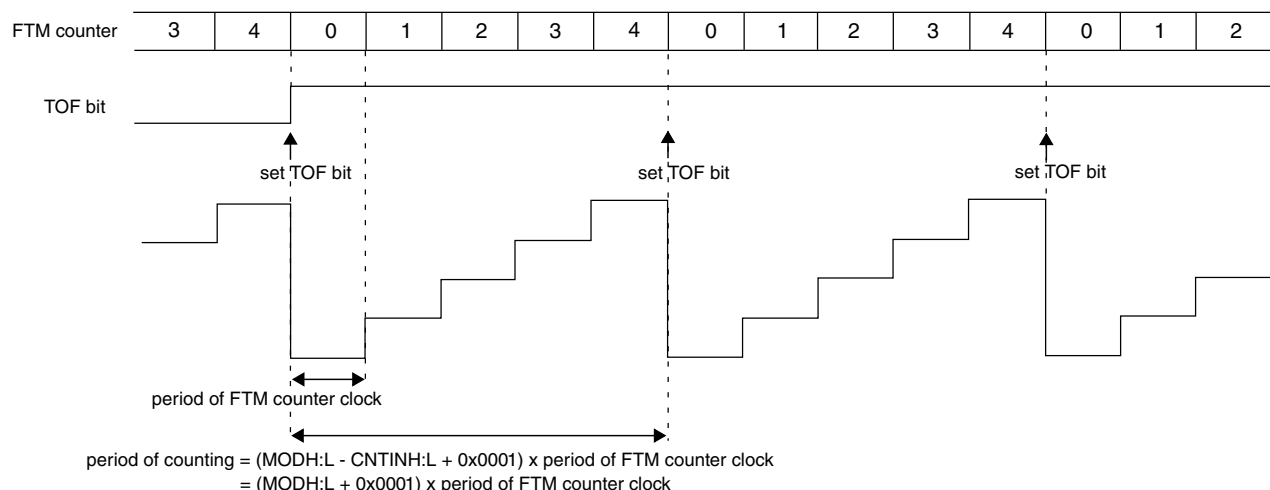 FTM counter 3 4 0 1 2 3 4 0 1 2 3 4 0 1 2
TOF bit
set TOF bit set TOF bit set TOF bit
period of FTM counter clock
period of counting = (MODH:L - CNTINH:L + 0x0001) x period of FTM counter clock
= (MODH:L + 0x0001) x period of FTM counter clock